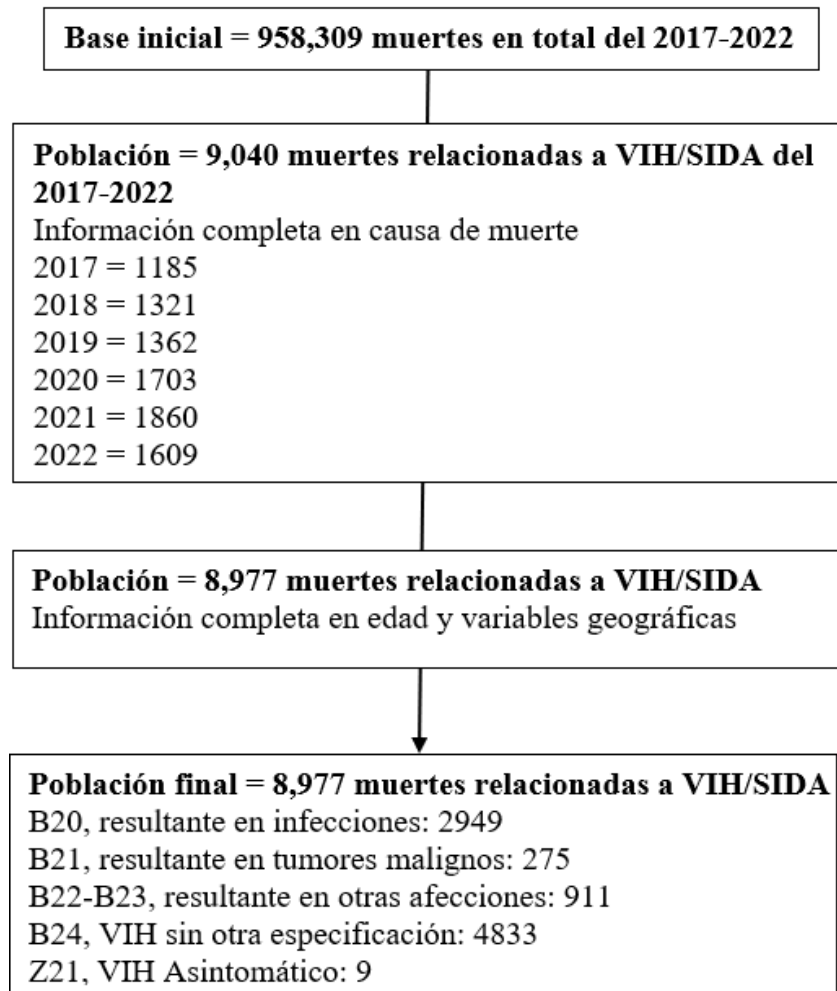 Base inicial = 958,309 muertes en total del 2017-2022
Población = 9,040 muertes relacionadas a VIH/SIDA del
2017-2022
Información completa en causa de muerte
2017 = 1185
2018 = 1321
2019 = 1362
2020 = 1703
2021 = 1860
2022 = 1609
Población = 8,977 muertes relacionadas a VIH/SIDA
Información completa en edad y variables geográficas
Población final = 8,977 muertes relacionadas a VIH/SIDA
B20, resultante en infecciones: 2949
B21, resultante en tumores malignos: 275
B22-B23, resultante en otras afecciones: 911
B24, VIH sin otra especificación: 4833
Z21, VIH Asintomático: 9